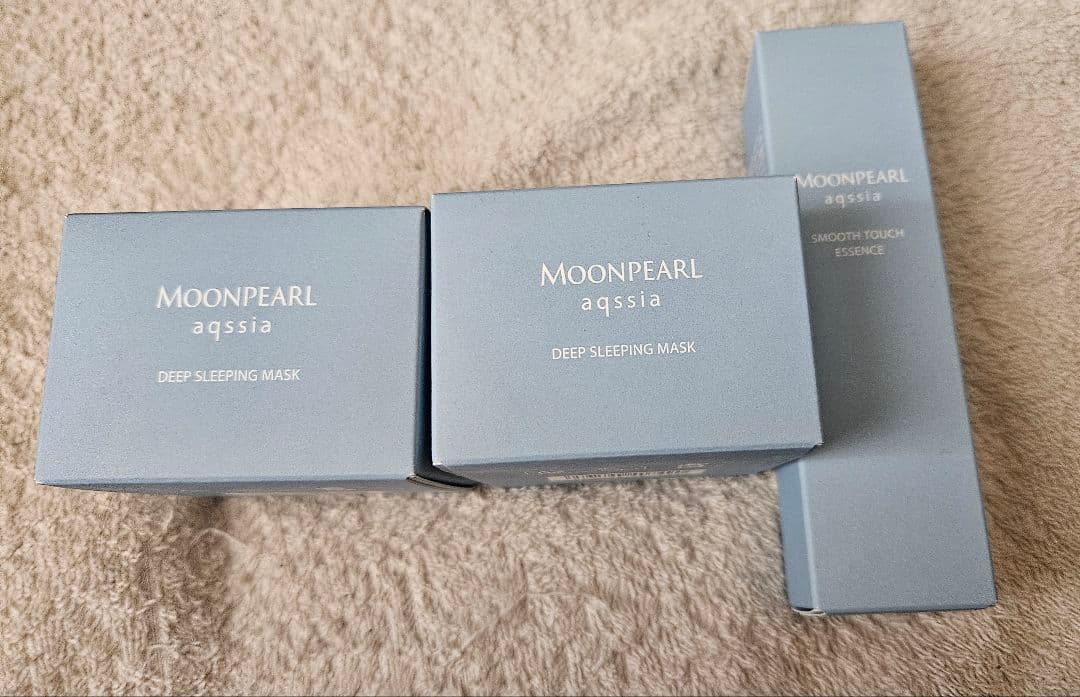 MOONPEARL
aqssia
DEEP SLEEPING MASK
MOONPEARL
aqssia
DEEP SLEEPING MASK
MOONPEARL
aqssia
SMOOTH TOUCH
ESSENCE